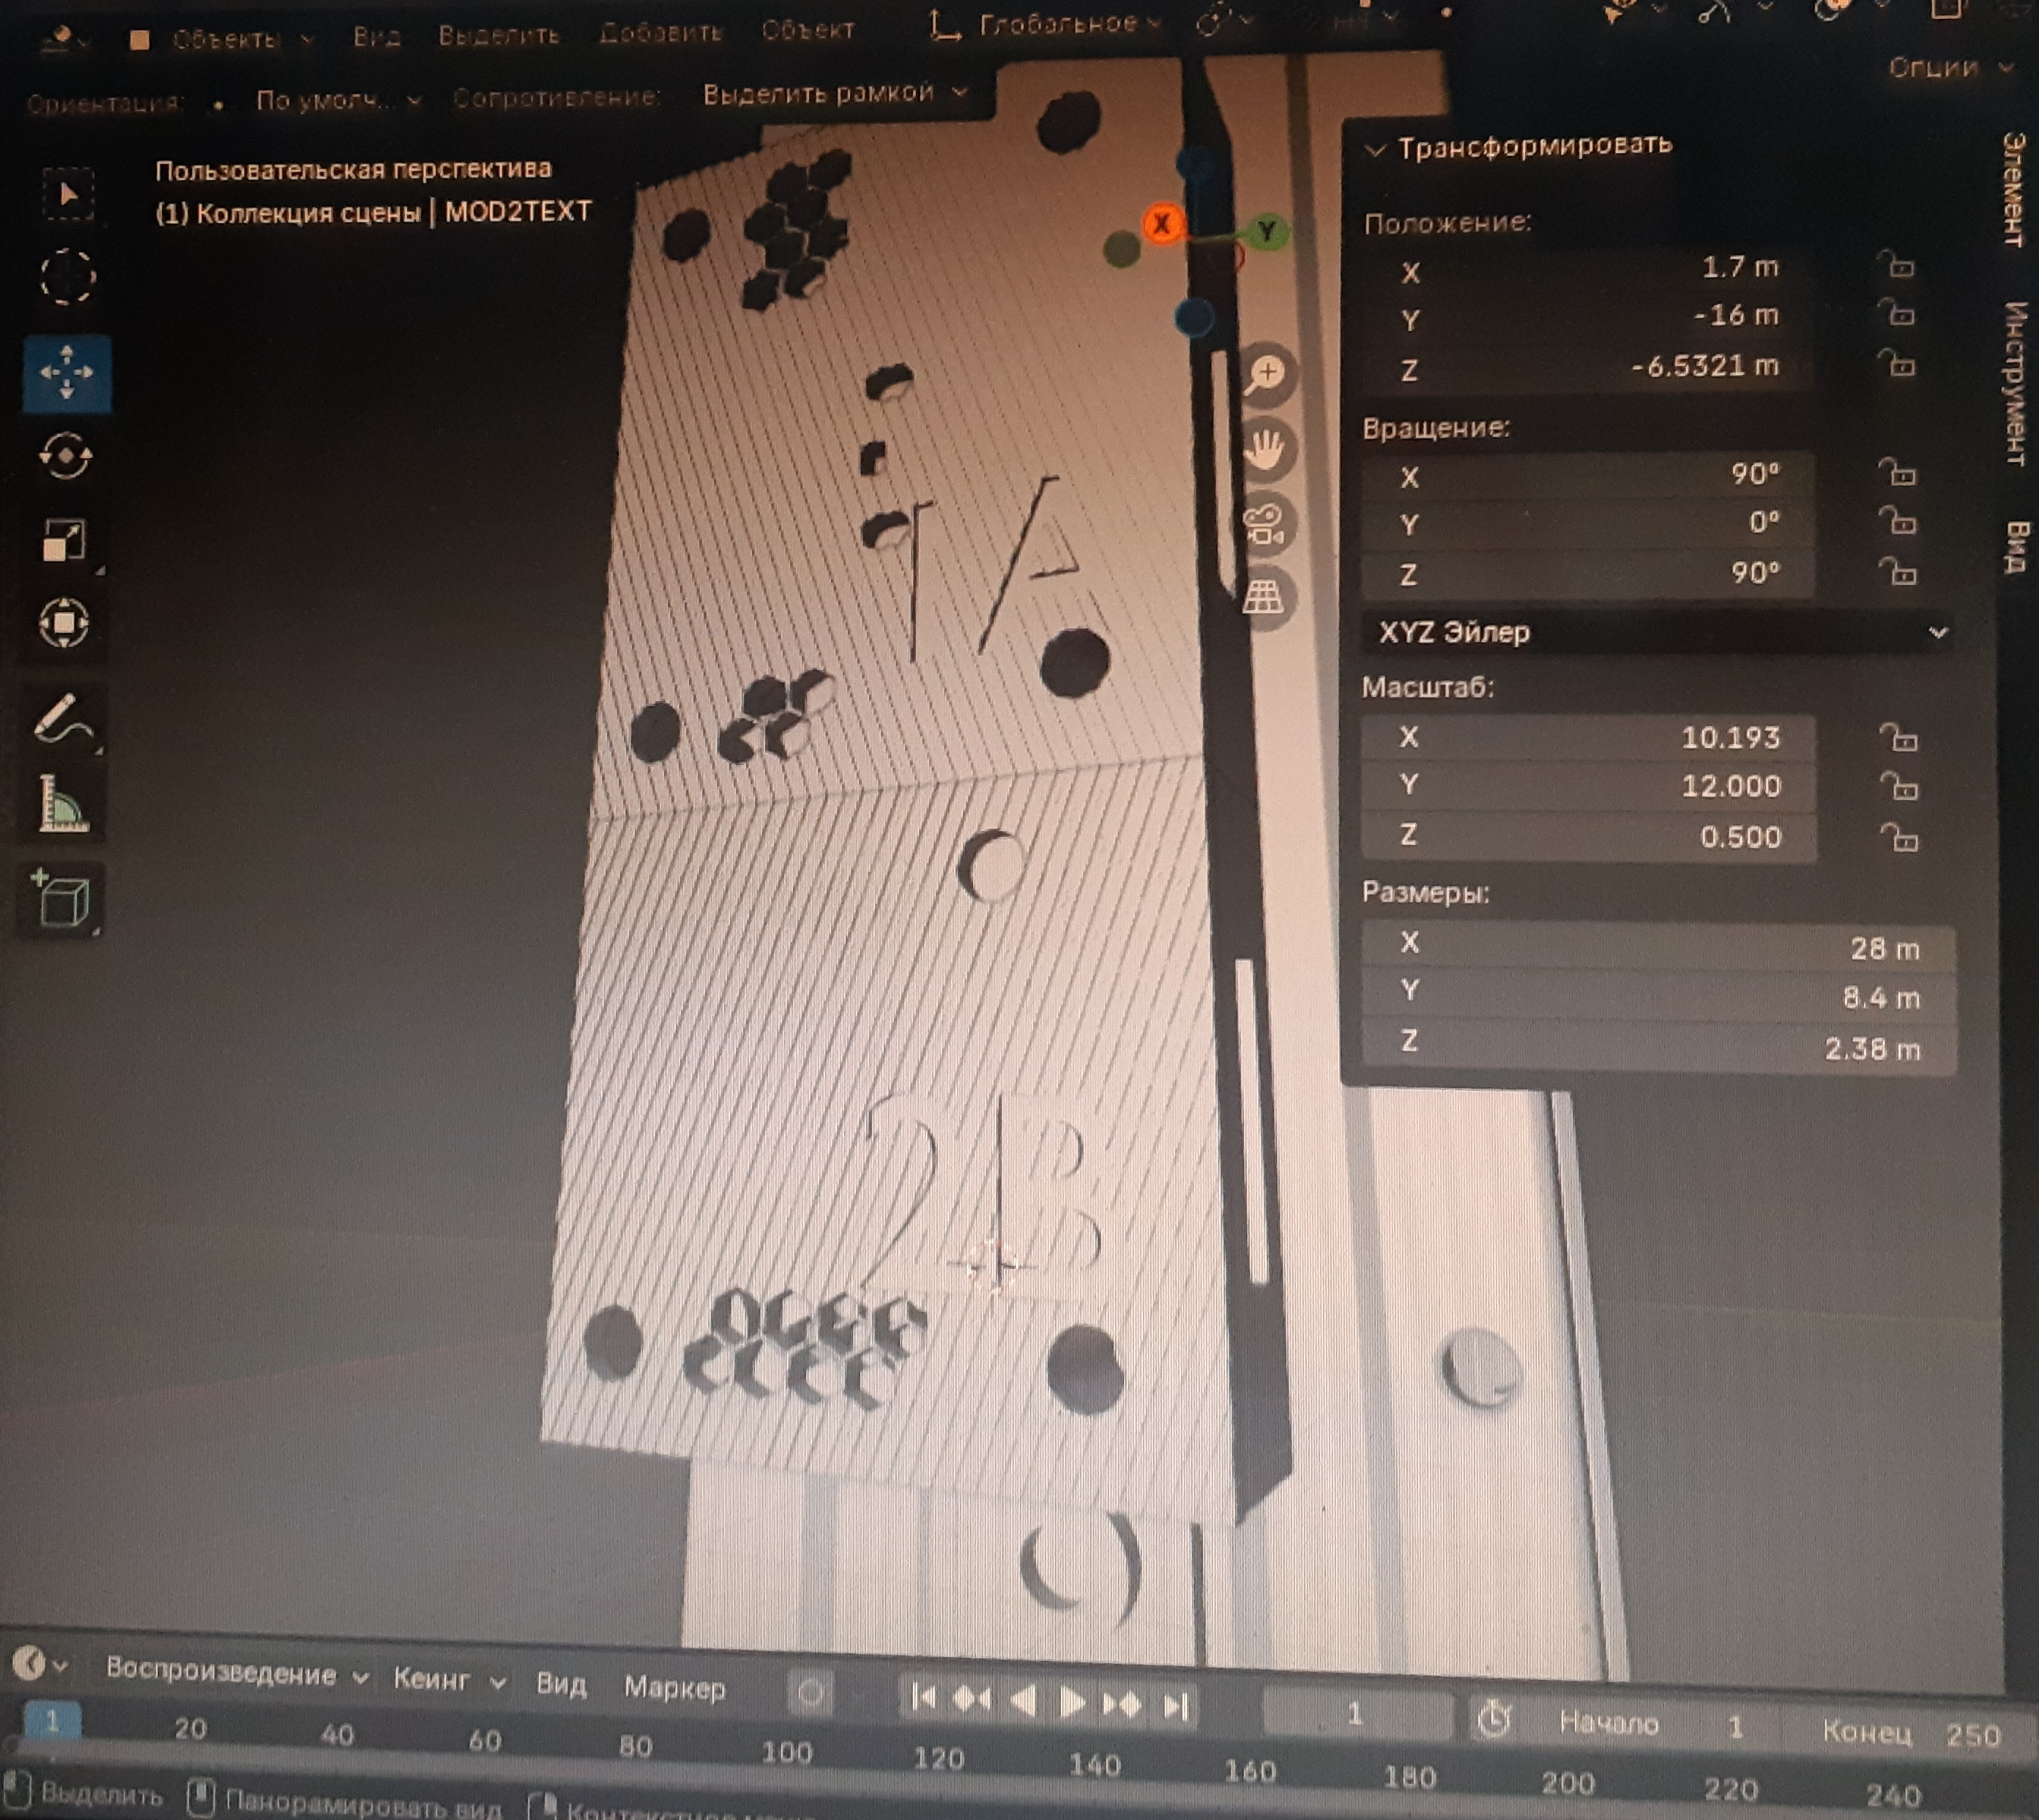 Объекты Вид Выделить Добавить Объект Глобальное
Ориентация: По умолч... Сопротивление: Выделить рамкой Опции
Пользовательская перспектива
(1) Коллекция сцены | MOD2TEXT
X Y
Трансформировать
Положение:
X 1.7 m
Y -16 m
Z -6.5321 m
Вращение:
X 90°
Y 0°
Z 90°
XYZ Эйлер
Масштаб:
X 10.193
Y 12.000
Z 0.500
Размеры:
X 28 m
Y 8.4 m
Z 2.38 m
Элемент
Инструмент
Вид
1A
2B
Воспроизведение Кеинг Вид Маркер 1 Начало 1 Конец 250
1 20 40 60 80 100 120 140 160 180 200 220 240
Выделить Панорамировать вид